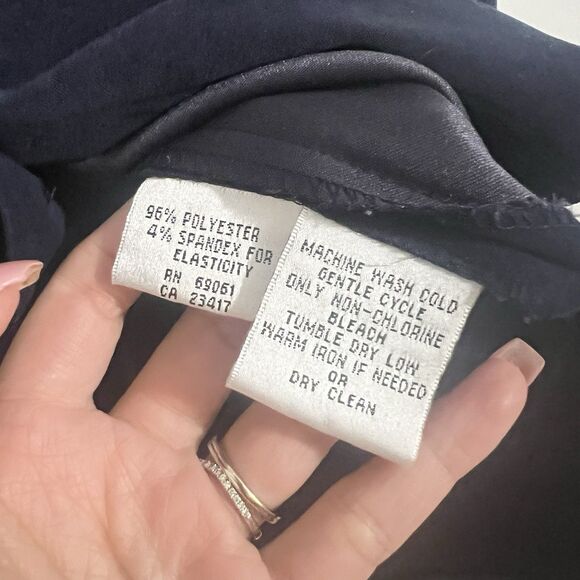 96% POLYESTER
4% SPANDEX FOR
ELASTICITY
RN 69061
CA 23417
MACHINE WASH COLD
GENTLE CYCLE
ONLY NON-CHLORINE
BLEACH
TUMBLE DRY LOW
WARM IRON IF NEEDED
OR
DRY CLEAN